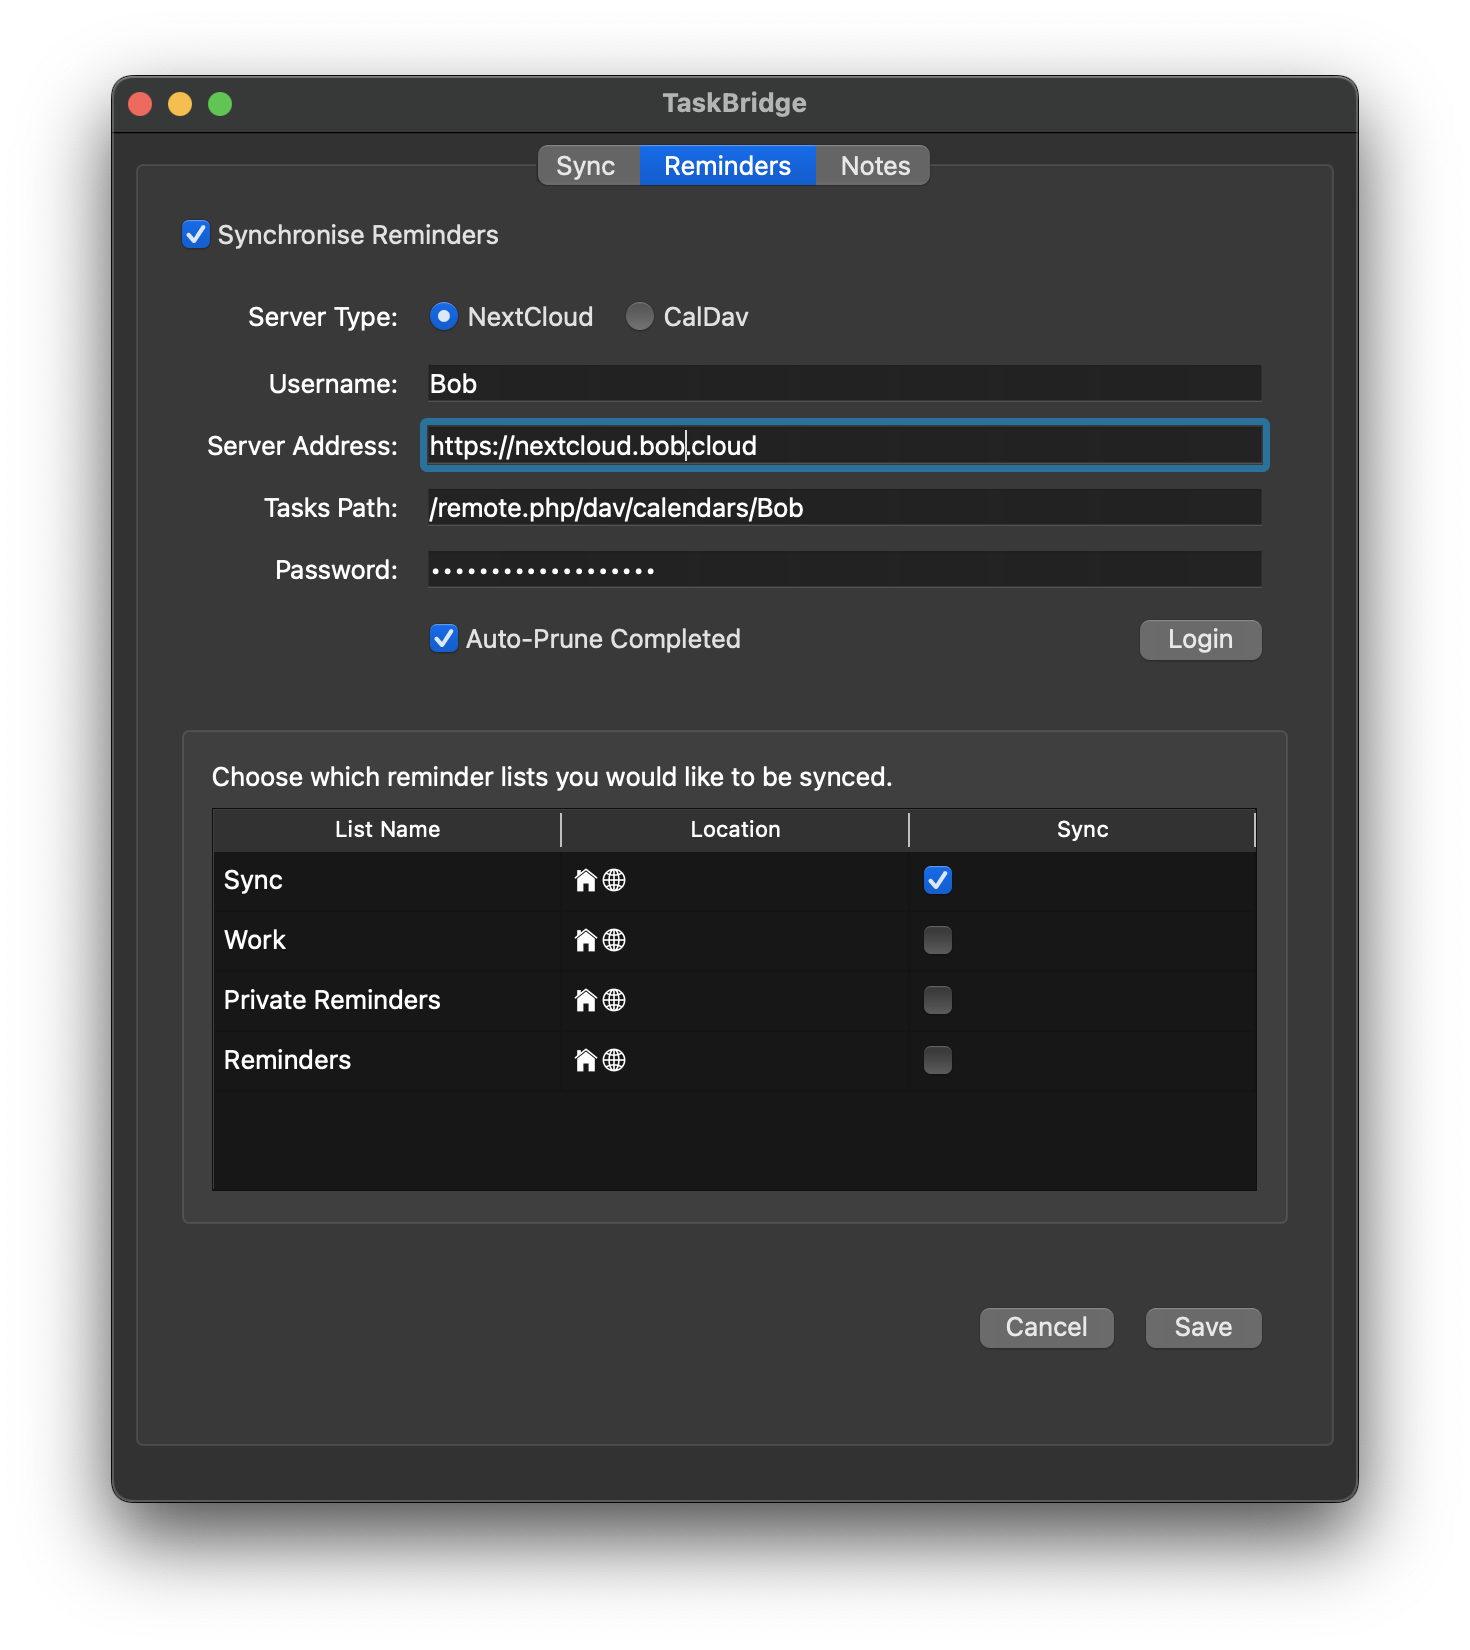 TaskBridge
Sync Reminders Notes
Synchronise Reminders
Server Type: NextCloud CalDav
Username: Bob
Server Address: https://nextcloud.bob.cloud
Tasks Path: /remote.php/dav/calendars/Bob
Password: •••••••••••••••••••
Auto-Prune Completed Login
Choose which reminder lists you would like to be synced.
List Name Location Sync
Sync
Work
Private Reminders
Reminders
Cancel Save